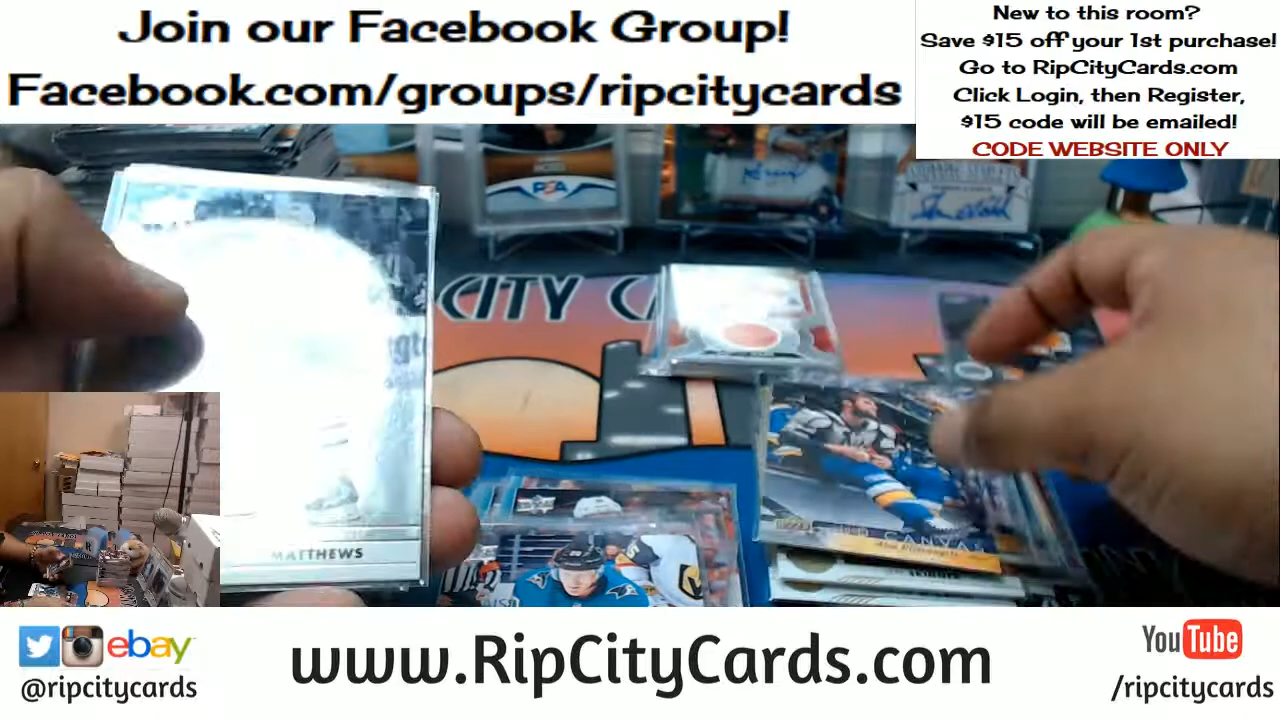 Join our Facebook Group!
Facebook.com/groups/ripcitycards
New to this room?
Save $15 off your 1st purchase!
Go to RipCityCards.com
Click Login, then Register,
$15 code will be emailed!
CODE WEBSITE ONLY
PSA
CITY
MATTHEWS
CANVAS
ebay
@ripcitycards
www.RipCityCards.com
YouTube
/ripcitycards